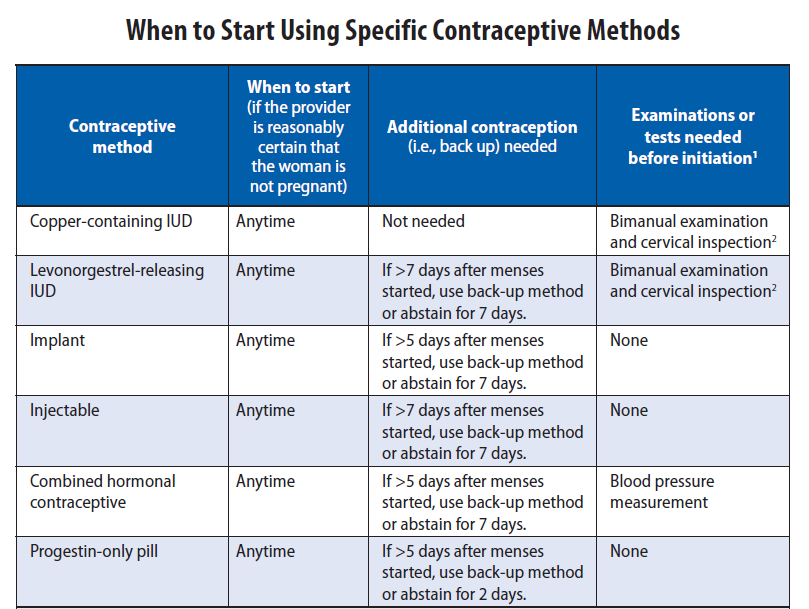 When to Start Using Specific Contraceptive Methods
Contraceptive
method
When to start
(if the provider
is reasonably
certain that
the woman is
not pregnant)
Additional contraception
(i.e., back up) needed
Examinations or
tests needed
before initiation¹
Copper-containing IUD
Anytime
Not needed
Bimanual examination
and cervical inspection²
Levonorgestrel-releasing
IUD
Anytime
If >7 days after menses
started, use back-up method
or abstain for 7 days.
Bimanual examination
and cervical inspection²
Implant
Anytime
If >5 days after menses
started, use back-up method
or abstain for 7 days.
None
Injectable
Anytime
If >7 days after menses
started, use back-up method
or abstain for 7 days.
None
Combined hormonal
contraceptive
Anytime
If >5 days after menses
started, use back-up method
or abstain for 7 days.
Blood pressure
measurement
Progestin-only pill
Anytime
If >5 days after menses
started, use back-up method
or abstain for 2 days.
None